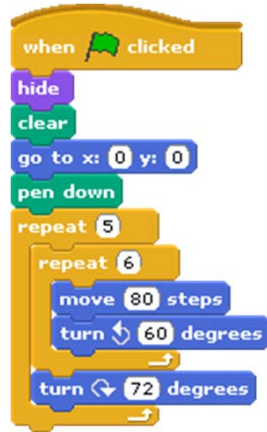 when clicked
hide
clear
go to x: 0 y: 0
pen down
repeat 5
repeat 6
move 80 steps
turn 60 degrees
turn 72 degrees